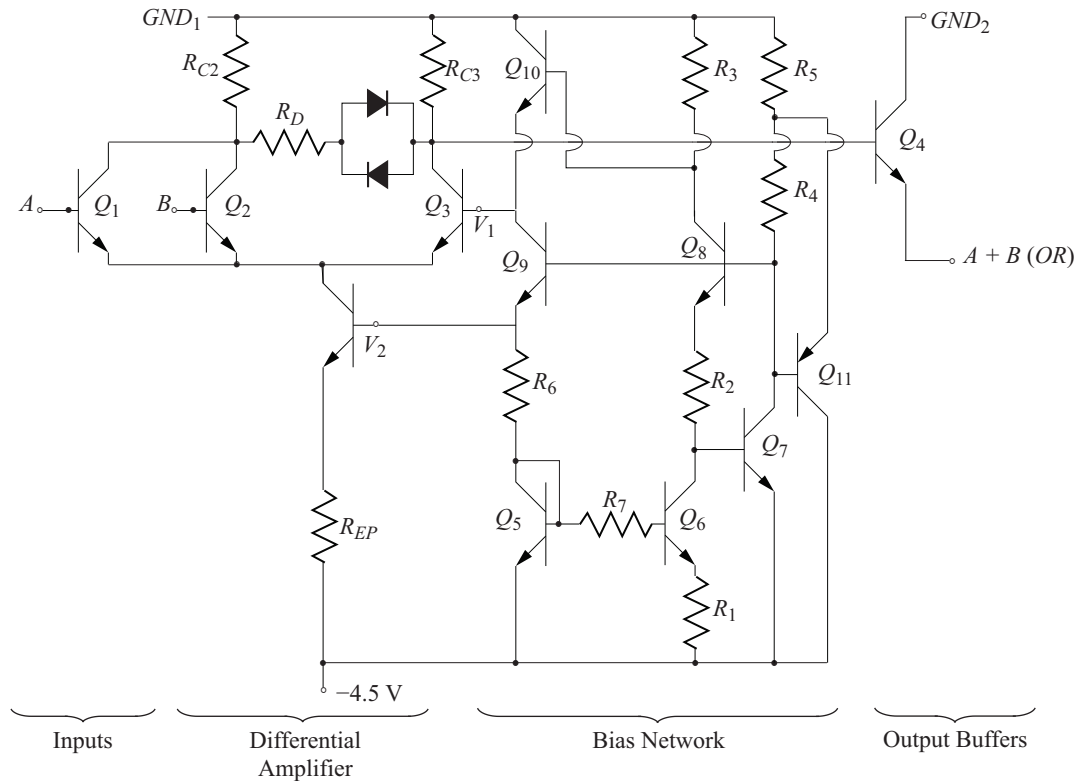 GND1
GND2
RC2
RC3
Q10
R3
R5
RD
Q4
R4
A
Q1
B
Q2
Q3
V1
Q9
Q8
A + B (OR)
V2
R6
R2
Q11
Q7
Q5
R7
Q6
REP
R1
−4.5 V
Inputs
Differential
Amplifier
Bias Network
Output Buffers